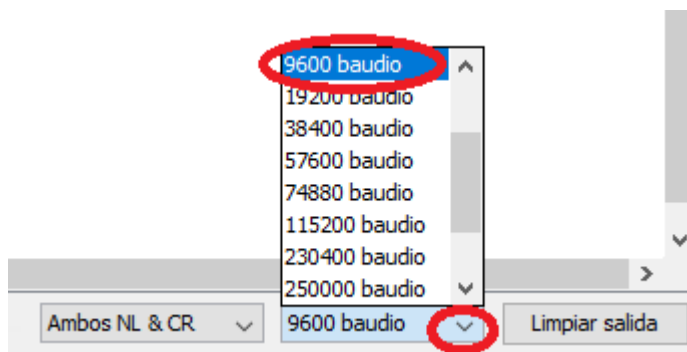 9600 baudio
19200 baudio
38400 baudio
57600 baudio
74880 baudio
115200 baudio
230400 baudio
250000 baudio
Ambos NL & CR
9600 baudio
Limpiar salida